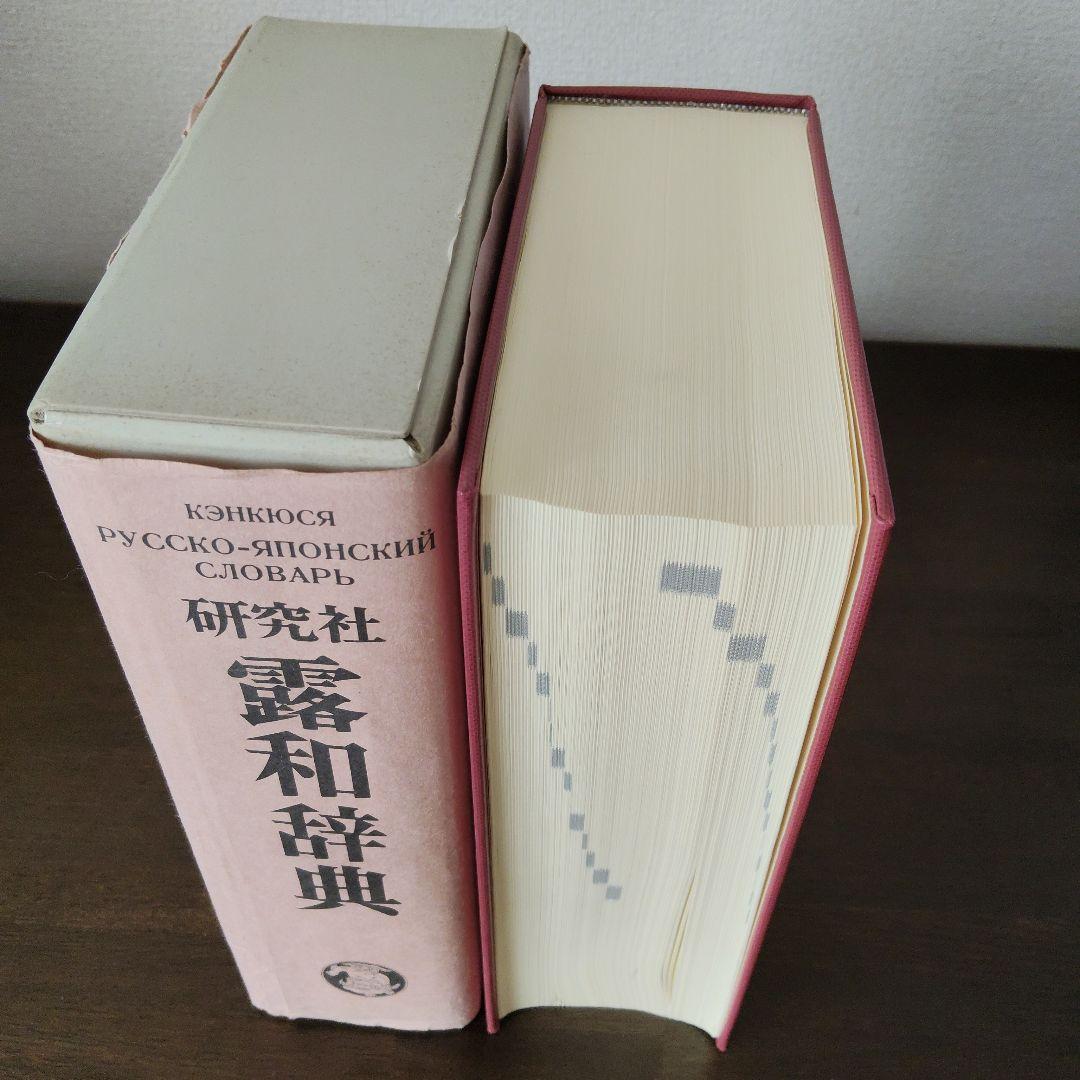 КЭНКЮСЯ
РУССКО-ЯПОНСКИЙ
СЛОВАРЬ
研究社
露和辞典